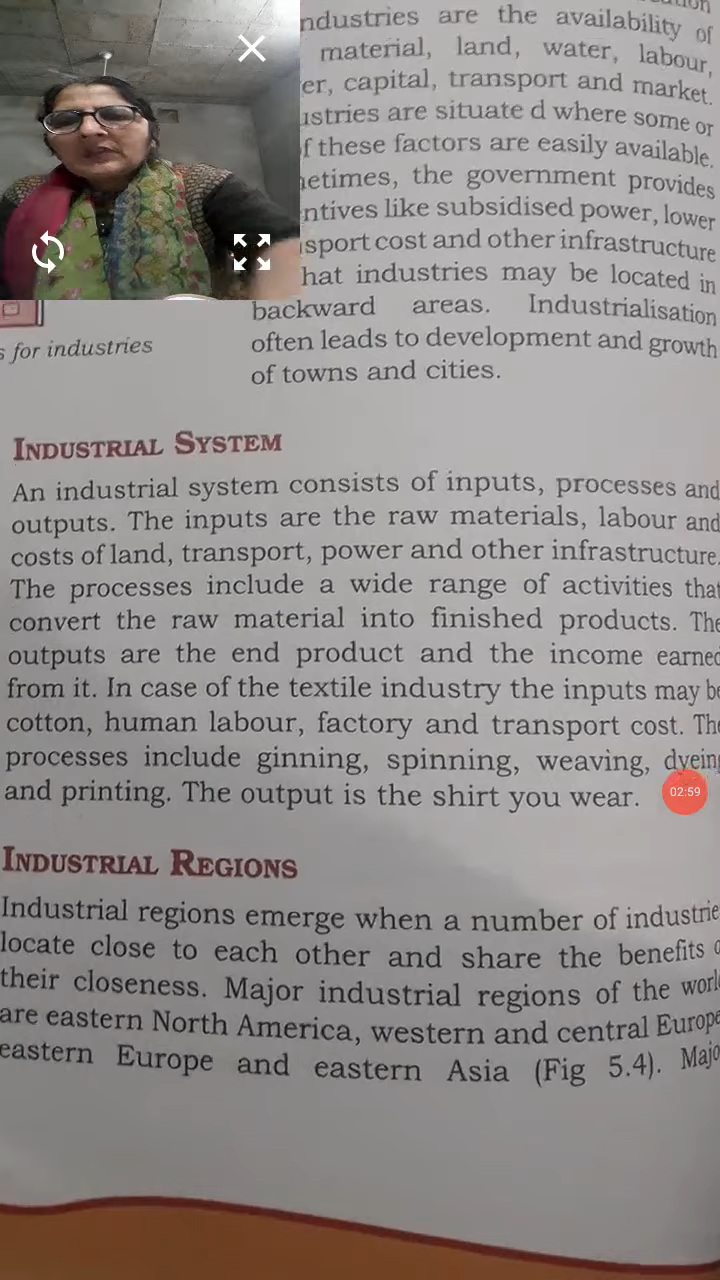 ndustries are the availability of
material, land, water, labour,
er, capital, transport and market.
ustries are situate d where some or
f these factors are easily available.
netimes, the government provides
ntives like subsidised power, lower
nsport cost and other infrastructure
hat industries may be located in
backward areas. Industrialisation
often leads to development and growth
of towns and cities.
s for industries
INDUSTRIAL SYSTEM
An industrial system consists of inputs, processes and
outputs. The inputs are the raw materials, labour and
costs of land, transport, power and other infrastructure.
The processes include a wide range of activities that
convert the raw material into finished products. The
outputs are the end product and the income earned
from it. In case of the textile industry the inputs may be
cotton, human labour, factory and transport cost. The
processes include ginning, spinning, weaving, dyeing
and printing. The output is the shirt you wear.
02:59
INDUSTRIAL REGIONS
Industrial regions emerge when a number of industrie
locate close to each other and share the benefits o
their closeness. Major industrial regions of the worl
are eastern North America, western and central Europe
eastern Europe and eastern Asia (Fig 5.4). Majo